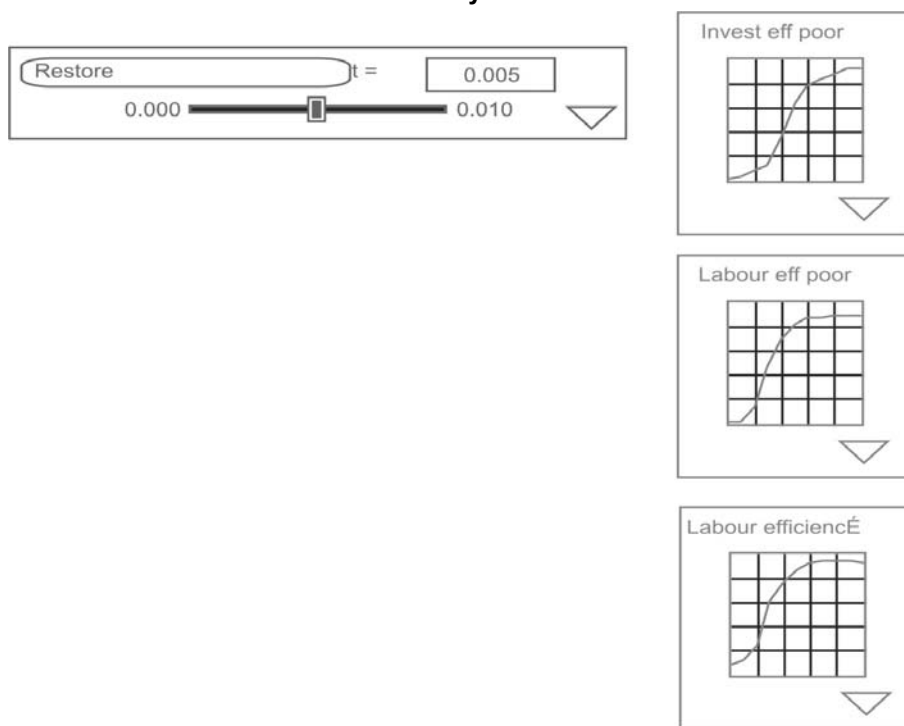 Restore t = 0.005
0.000 0.010
Invest eff poor
Labour eff poor
Labour efficiencÉ